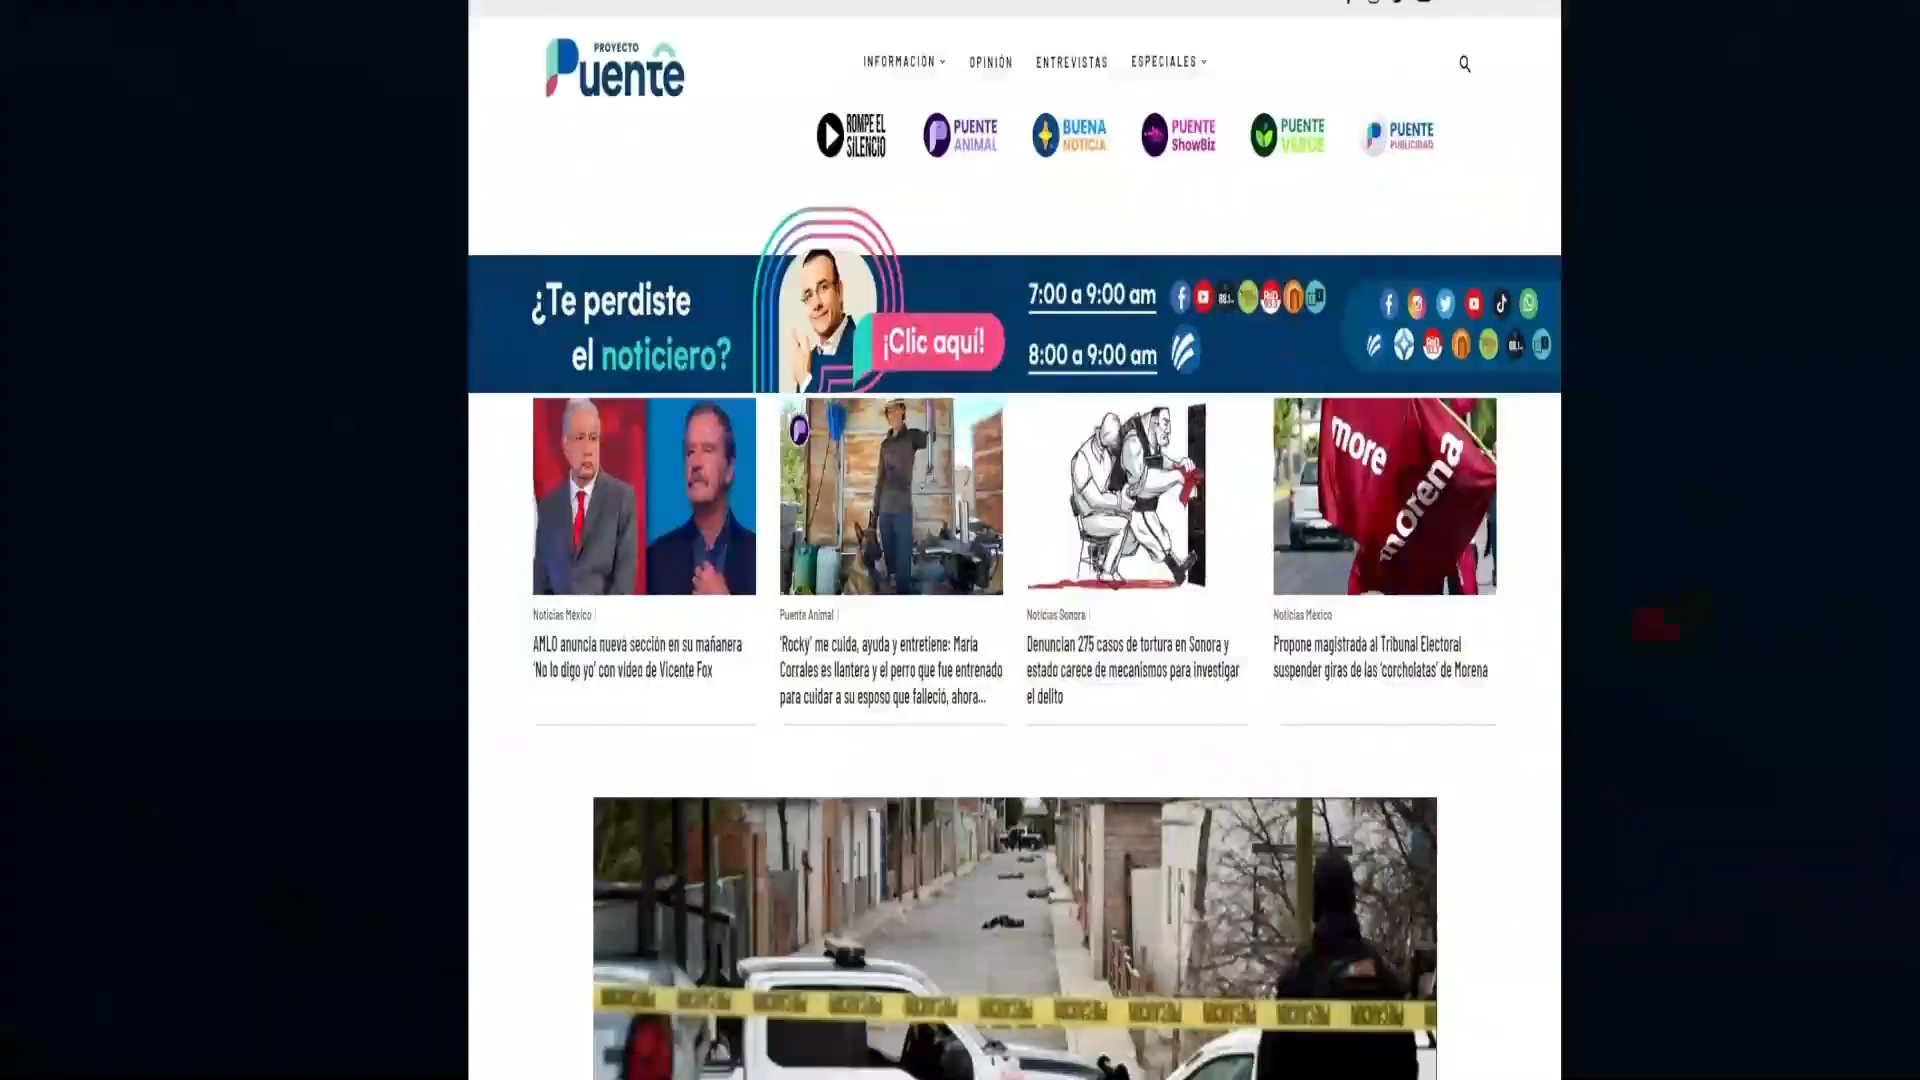 PROYECTO
Puente
INFORMACIÓN
OPINIÓN
ENTREVISTAS
ESPECIALES
ROMPE EL
SILENCIO
PUENTE
ANIMAL
BUENA
NOTICIA
PUENTE
ShowBiz
PUENTE
VERDE
PUENTE
PUBLICIDAD
¿Te perdiste
el noticiero?
¡Clic aquí!
7:00 a 9:00 am
8:00 a 9:00 am
more
morena
Noticias México
AMLO anuncia nueva sección en su mañanera
'No lo digo yo' con video de Vicente Fox
Puente Animal
'Rocky' me cuida, ayuda y entretiene: María
Corrales es llantera y el perro que fue entrenado
para cuidar a su esposo que falleció, ahora...
Noticias Sonora
Denuncian 275 casos de tortura en Sonora y
estado carece de mecanismos para investigar
el delito
Noticias México
Propone magistrada al Tribunal Electoral
suspender giras de las 'corcholatas' de Morena